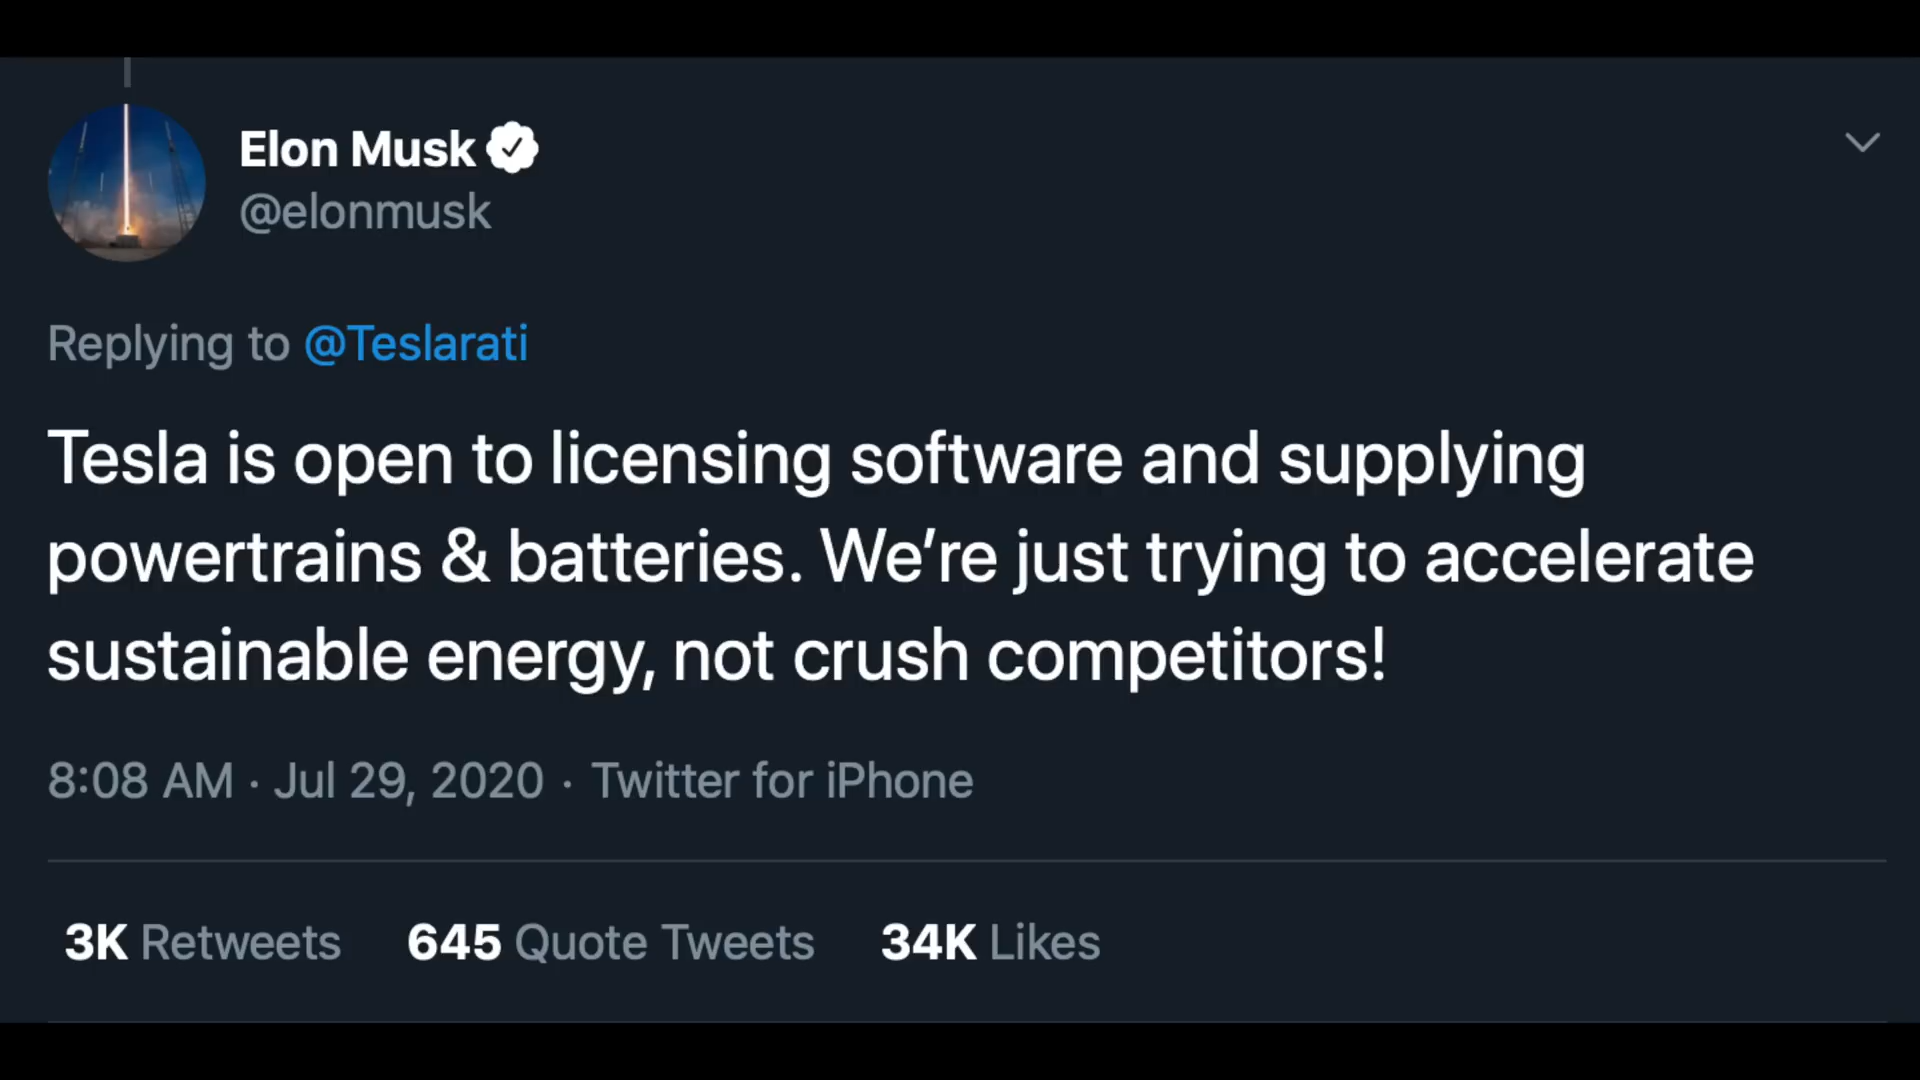 Elon Musk
@elonmusk
Replying to @Teslarati
Tesla is open to licensing software and supplying
powertrains & batteries. We’re just trying to accelerate
sustainable energy, not crush competitors!
8:08 AM · Jul 29, 2020 · Twitter for iPhone
3K Retweets 645 Quote Tweets 34K Likes